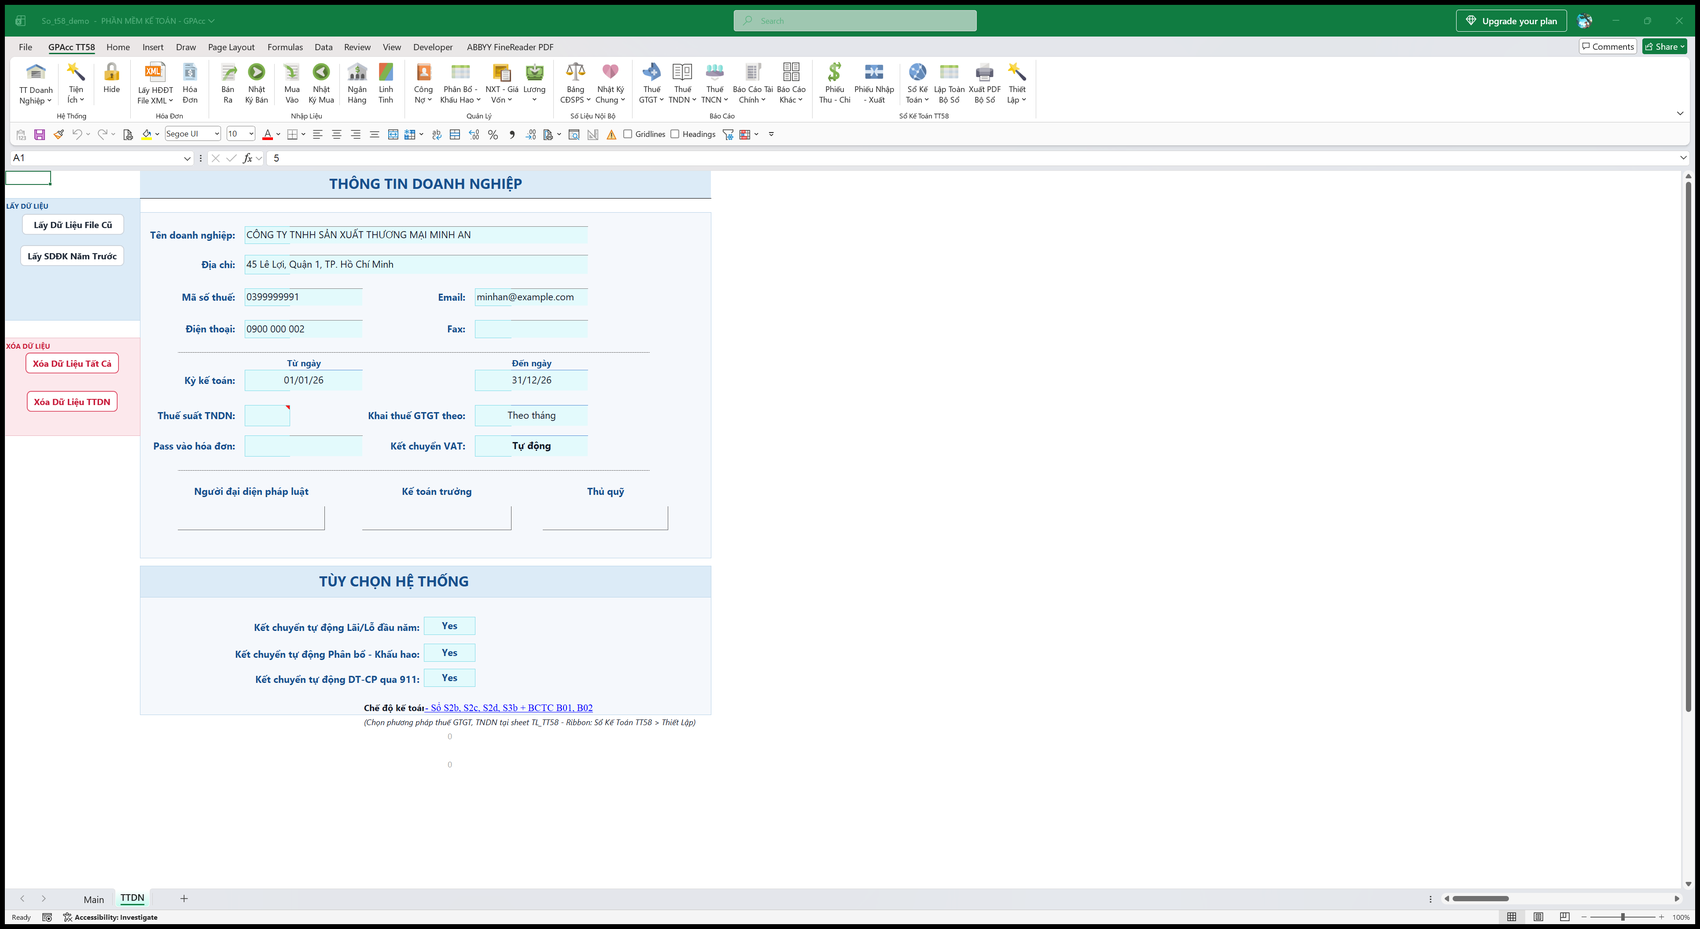 So_t58_demo - PHẦN MỀM KẾ TOÁN - GPAcc
Search
Upgrade your plan
File GPAcc TT58 Home Insert Draw Page Layout Formulas Data Review View Developer ABBYY FineReader PDF
Comments Share
TT Doanh Nghiệp
Tiện Ích
Hide
Lấy HĐĐT File XML
Hóa Đơn
Bán Ra
Nhật Ký Bán
Mua Vào
Nhật Ký Mua
Ngân Hàng
Linh Tinh
Công Nợ
Phân Bổ - Khấu Hao
NXT - Giá Vốn
Lương
Bảng CĐSPS
Nhật Ký Chung
Thuế GTGT
Thuế TNDN
Thuế TNCN
Báo Cáo Tài Chính
Báo Cáo Khác
Phiếu Thu - Chi
Phiếu Nhập - Xuất
Sổ Kế Toán
Lập Toàn Bộ Sổ
Xuất PDF Bộ Sổ
Thiết Lập
Hệ Thống Hóa Đơn Nhập Liệu Quản Lý Số Liệu Nội Bộ Báo Cáo Sổ Kế Toán TT58
Segoe UI 10 Gridlines Headings
A1 fx 5
THÔNG TIN DOANH NGHIỆP
LẤY DỮ LIỆU
Lấy Dữ Liệu File Cũ
Lấy SDĐK Năm Trước
XÓA DỮ LIỆU
Xóa Dữ Liệu Tất Cả
Xóa Dữ Liệu TTDN
Tên doanh nghiệp: CÔNG TY TNHH SẢN XUẤT THƯƠNG MẠI MINH AN
Địa chỉ: 45 Lê Lợi, Quận 1, TP. Hồ Chí Minh
Mã số thuế: 0399999991 Email: minhan@example.com
Điện thoại: 0900 000 002 Fax:
Từ ngày Đến ngày
Kỳ kế toán: 01/01/26 31/12/26
Thuế suất TNDN: Khai thuế GTGT theo: Theo tháng
Pass vào hóa đơn: Kết chuyển VAT: Tự động
Người đại diện pháp luật Kế toán trưởng Thủ quỹ
TÙY CHỌN HỆ THỐNG
Kết chuyển tự động Lãi/Lỗ đầu năm: Yes
Kết chuyển tự động Phân bổ - Khấu hao: Yes
Kết chuyển tự động DT-CP qua 911: Yes
Chế độ kế toán - Sổ S2b, S2c, S2d, S3b + BCTC B01, B02
(Chọn phương pháp thuế GTGT, TNDN tại sheet TL_TT58 - Ribbon: Sổ Kế Toán TT58 > Thiết Lập)
0
0
Main TTDN
Ready Accessibility: Investigate 100%